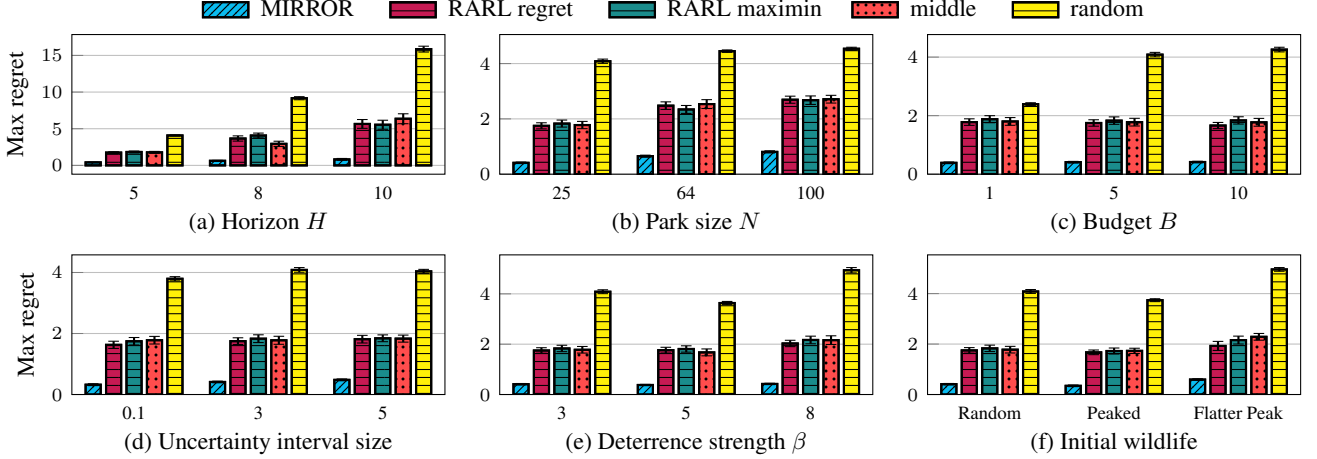 MIRROR RARL regret RARL maximin middle random
Max regret
15
10
5
0
5 8 10
(a) Horizon H
4
2
0
25 64 100
(b) Park size N
4
2
0
1 5 10
(c) Budget B
Max regret
4
2
0
0.1 3 5
(d) Uncertainty interval size
4
2
0
3 5 8
(e) Deterrence strength β
4
2
0
Random Peaked Flatter Peak
(f) Initial wildlife